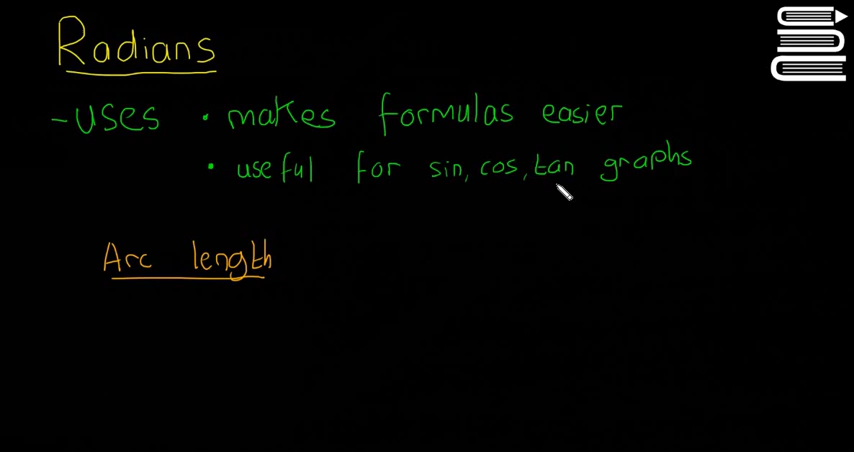 Radians
- uses • makes formulas easier
• useful for sin, cos, tan graphs
Arc length